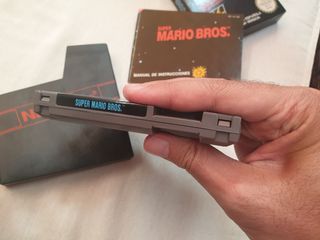 SUPER
MARIO BROS.
MANUAL DE INSTRUCCIONES
SUPER MARIO BROS.